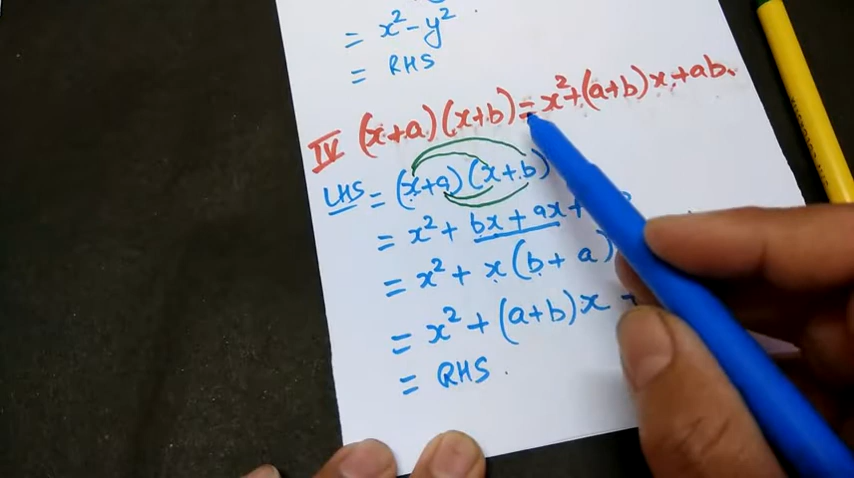 = x² - y²
= RHS
IV (x+a)(x+b) = x²+(a+b)x+ab.
LHS = (x+a)(x+b)
= x² + bx + ax +
= x² + x(b + a)
= x² + (a+b)x +
= RHS.